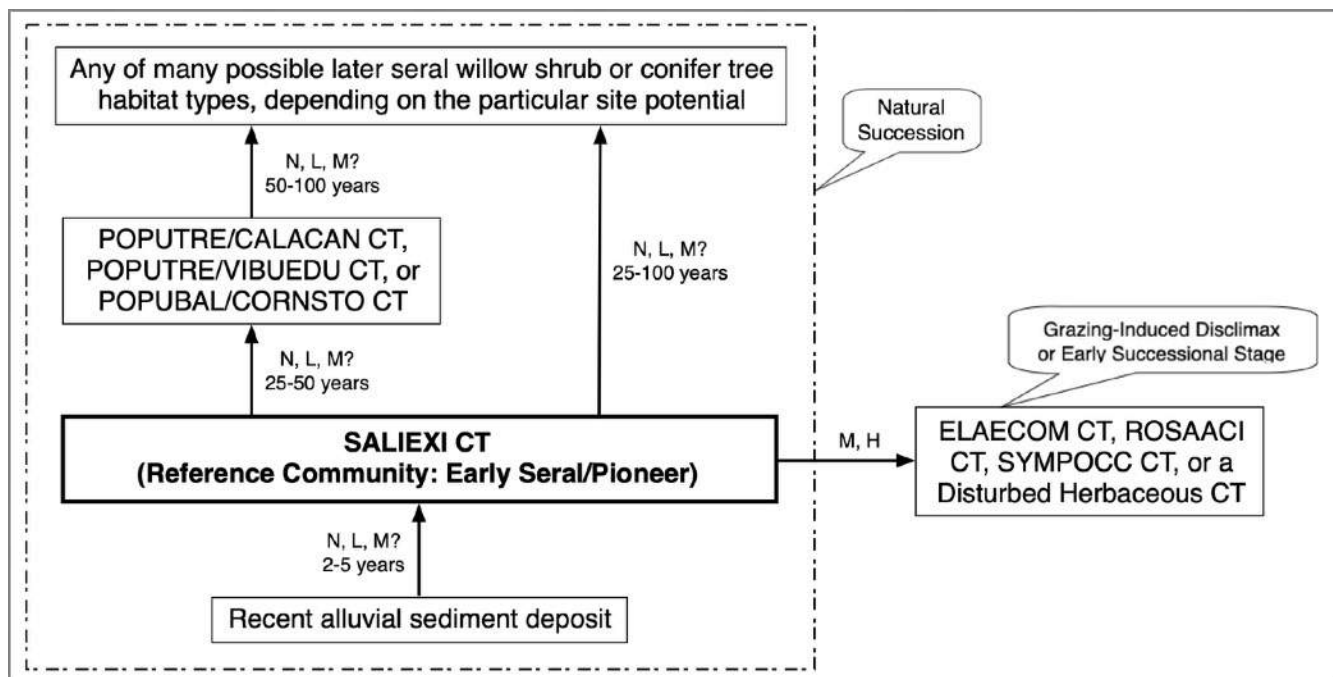 Any of many possible later seral willow shrub or conifer tree
habitat types, depending on the particular site potential
Natural
Succession
N, L, M?
50-100 years
POPUTRE/CALACAN CT,
POPUTRE/VIBUEDU CT, or
POPUBAL/CORNSTO CT
N, L, M?
25-100 years
N, L, M?
25-50 years
Grazing-Induced Disclimax
or Early Successional Stage
SALIEXI CT
(Reference Community: Early Seral/Pioneer)
M, H
ELAECOM CT, ROSAACI
CT, SYMPOCC CT, or a
Disturbed Herbaceous CT
N, L, M?
2-5 years
Recent alluvial sediment deposit